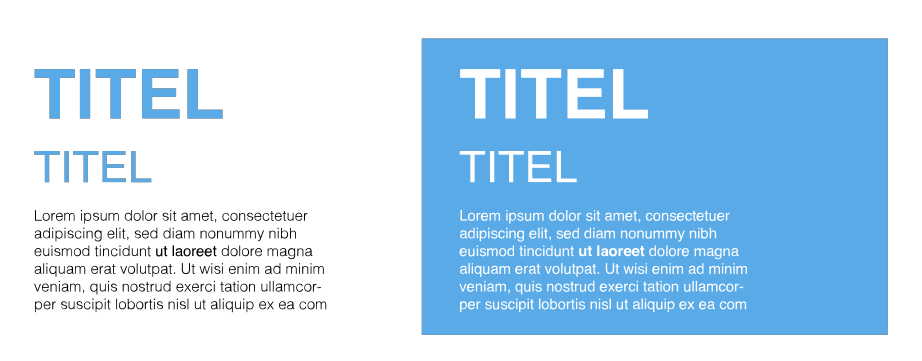 TITEL
TITEL
Lorem ipsum dolor sit amet, consectetuer
adipiscing elit, sed diam nonummy nibh
euismod tincidunt ut laoreet dolore magna
aliquam erat volutpat. Ut wisi enim ad minim
veniam, quis nostrud exerci tation ullamcor-
per suscipit lobortis nisl ut aliquip ex ea com
TITEL
TITEL
Lorem ipsum dolor sit amet, consectetuer
adipiscing elit, sed diam nonummy nibh
euismod tincidunt ut laoreet dolore magna
aliquam erat volutpat. Ut wisi enim ad minim
veniam, quis nostrud exerci tation ullamcor-
per suscipit lobortis nisl ut aliquip ex ea com